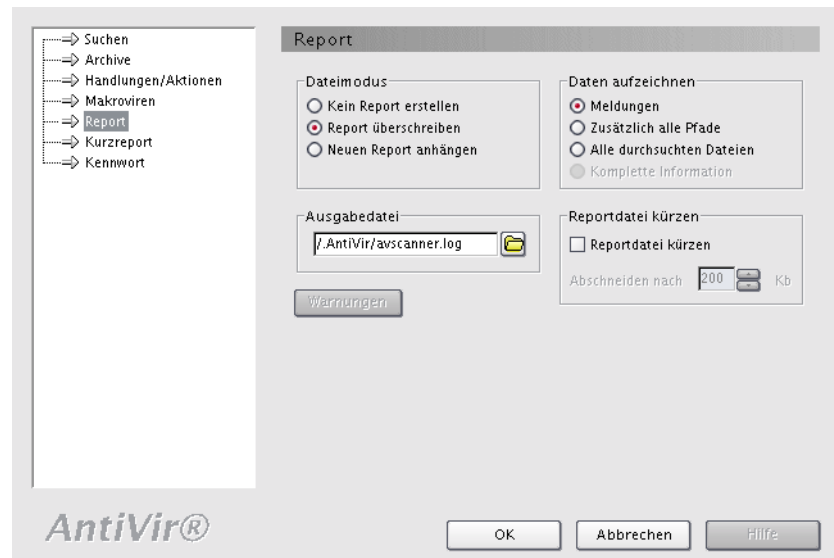 Suchen
Archive
Handlungen/Aktionen
Makroviren
Report
Kurzreport
Kennwort
AntiVir®
Report
Dateimodus
Kein Report erstellen
Report überschreiben
Neuen Report anhängen
Daten aufzeichnen
Meldungen
Zusätzlich alle Pfade
Alle durchsuchten Dateien
Komplette Information
Ausgabedatei
/.AntiVir/avscanner.log
Reportdatei kürzen
Reportdatei kürzen
Abschneiden nach 200 Kb
Warnungen
OK Abbrechen Hilfe